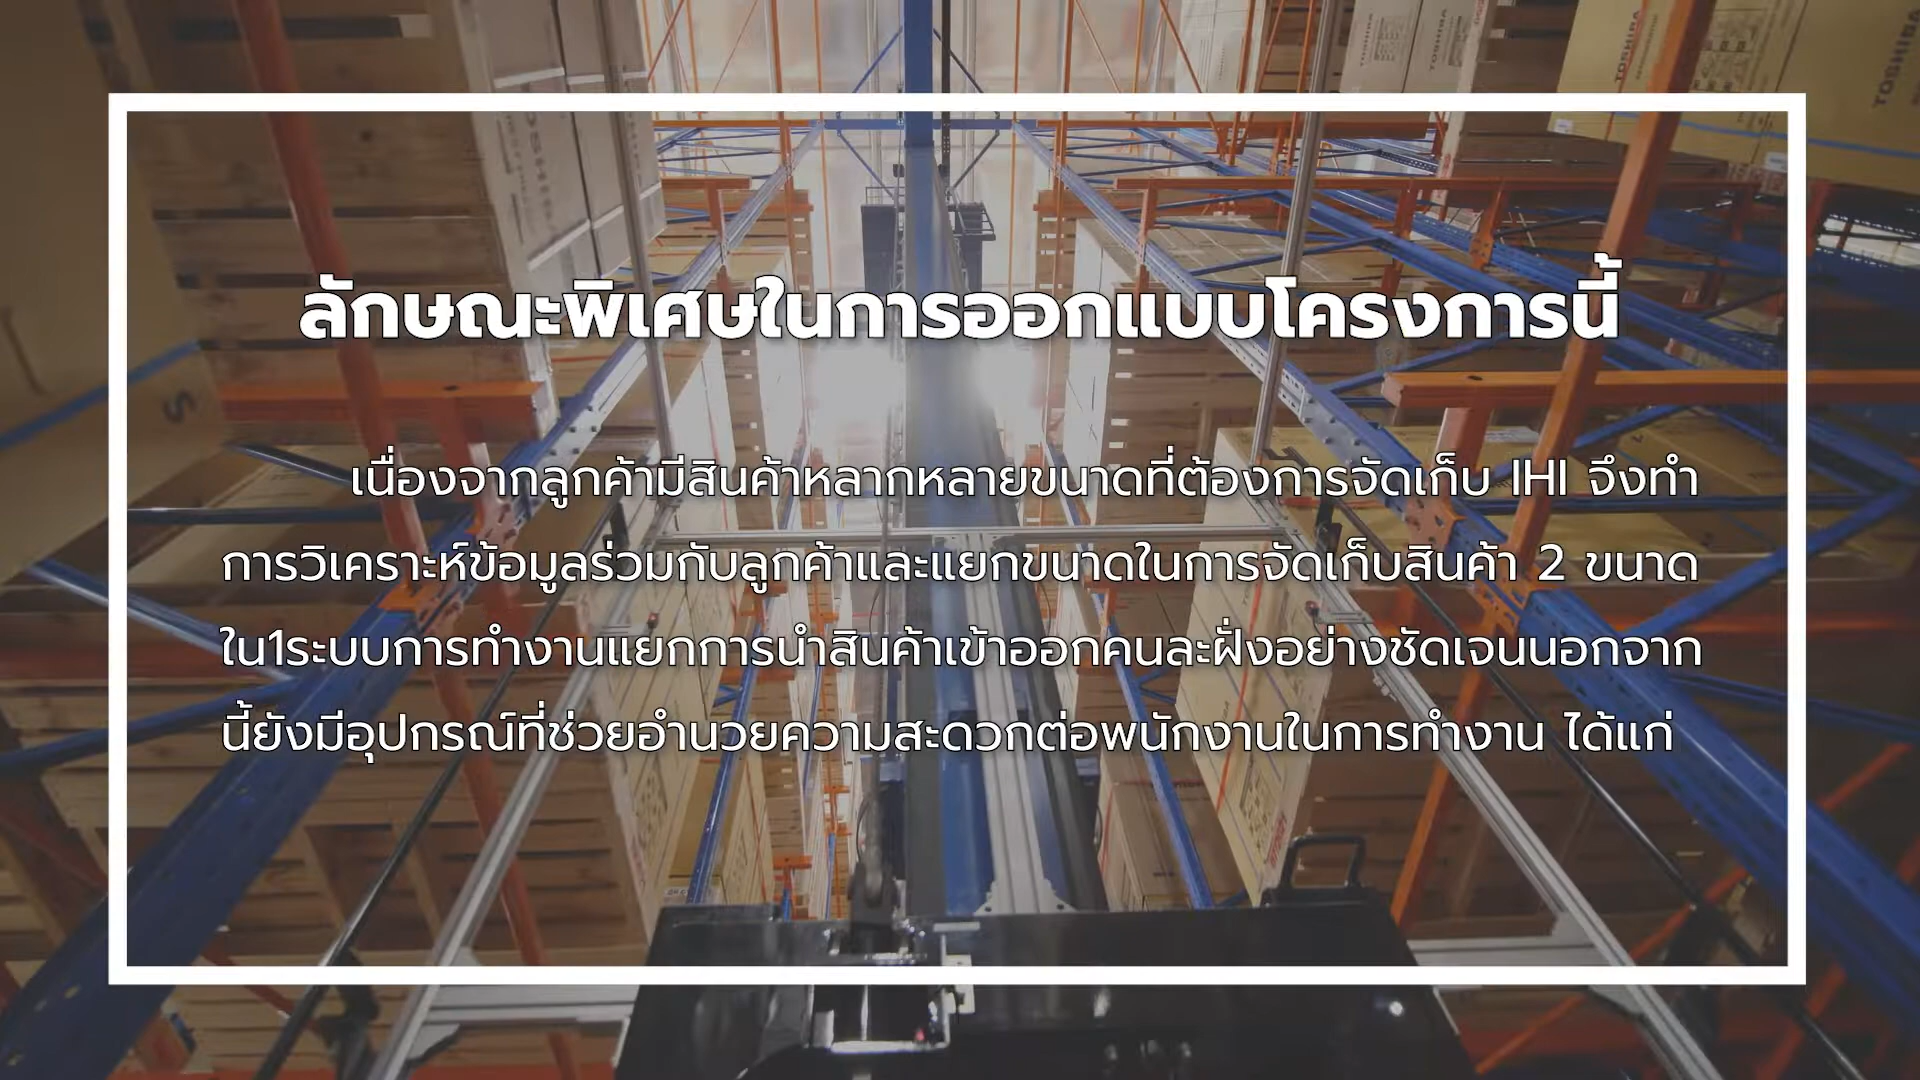 TOSHIBA
TOSHIBA
TOSHIBA
TOSHIBA
ลักษณะพิเศษในการออกแบบโครงการนี้
เนื่องจากลูกค้ามีสินค้าหลากหลายขนาดที่ต้องการจัดเก็บ IHI จึงทำ
การวิเคราะห์ข้อมูลร่วมกับลูกค้าและแยกขนาดในการจัดเก็บสินค้า 2 ขนาด
ใน1ระบบการทำงานแยกการนำสินค้าเข้าออกคนละฝั่งอย่างชัดเจนนอกจาก
นี้ยังมีอุปกรณ์ที่ช่วยอำนวยความสะดวกต่อพนักงานในการทำงาน ได้แก่